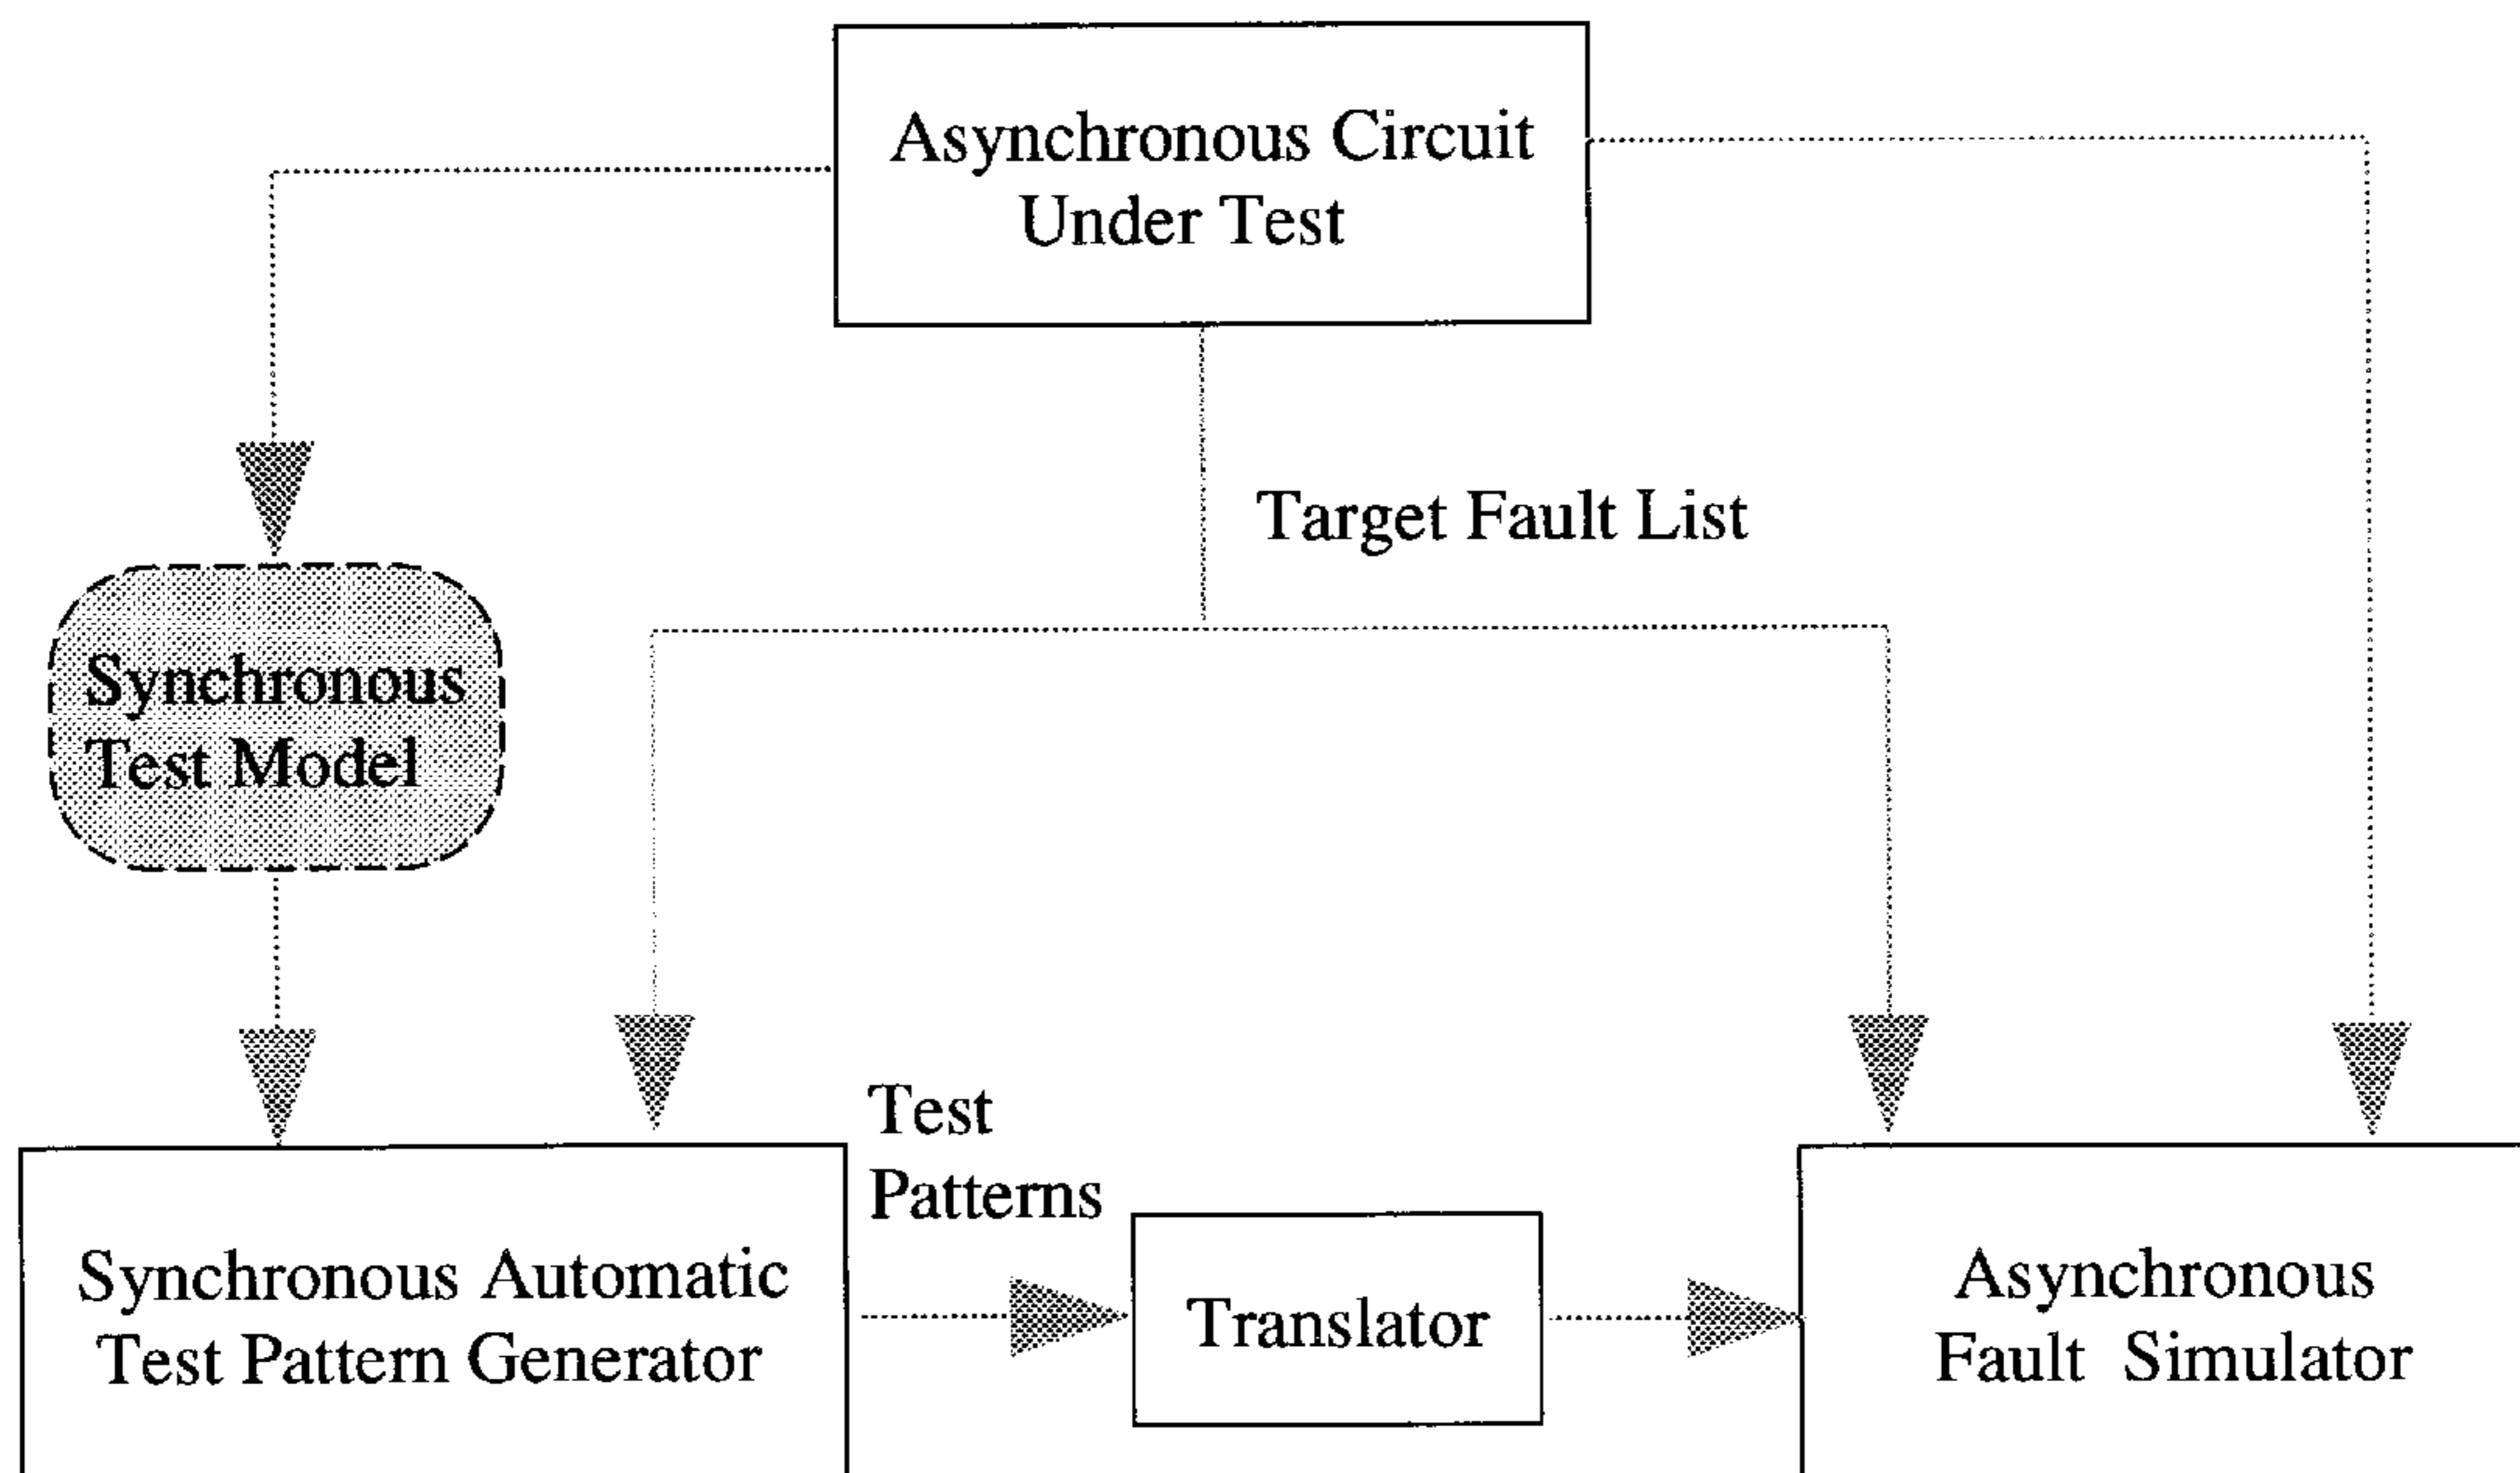 Asynchronous Circuit
Under Test
Target Fault List
Synchronous
Test Model
Test
Patterns
Synchronous Automatic
Test Pattern Generator
Translator
Asynchronous
Fault Simulator